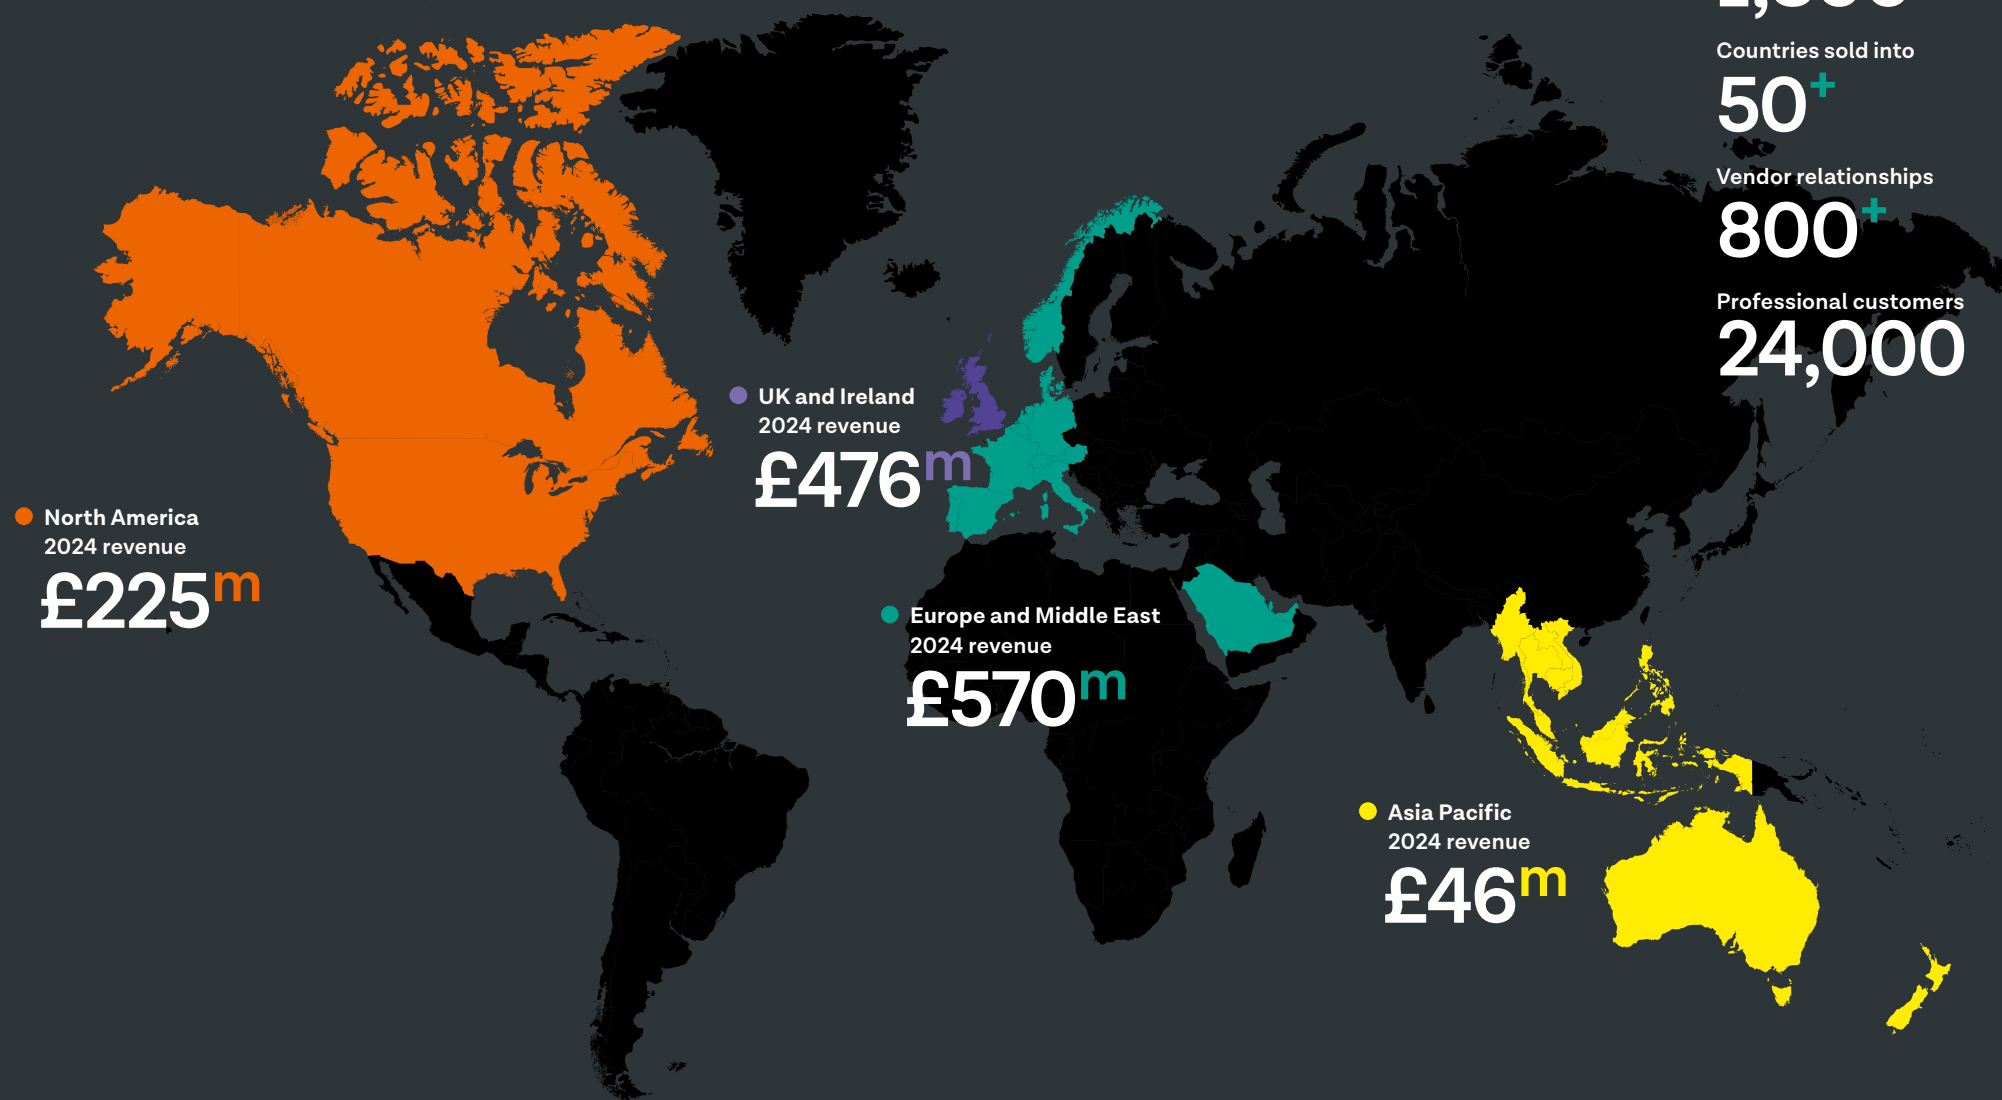 Countries sold into
50+
Vendor relationships
800+
Professional customers
24,000
UK and Ireland
2024 revenue
£476m
North America
2024 revenue
£225m
Europe and Middle East
2024 revenue
£570m
Asia Pacific
2024 revenue
£46m